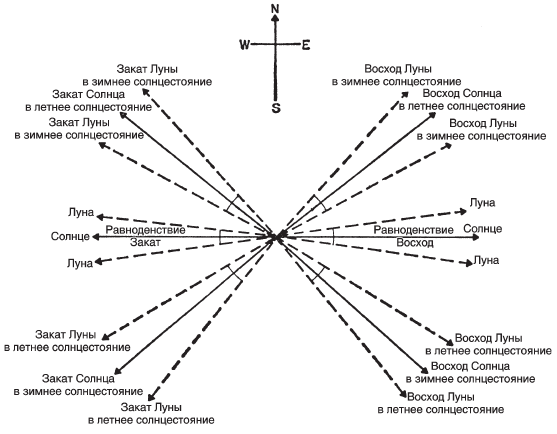 N
W E
S
Закат Луны
в зимнее солнцестояние
Закат Солнца
в летнее солнцестояние
Закат Луны
в зимнее солнцестояние
Восход Луны
в зимнее солнцестояние
Восход Солнца
в летнее солнцестояние
Восход Луны
в зимнее солнцестояние
Луна
Солнце
Луна
Равноденствие
Закат
Равноденствие
Восход
Луна
Солнце
Луна
Закат Луны
в летнее солнцестояние
Закат Солнца
в зимнее солнцестояние
Закат Луны
в летнее солнцестояние
Восход Луны
в летнее солнцестояние
Восход Солнца
в зимнее солнцестояние
Восход Луны
в летнее солнцестояние